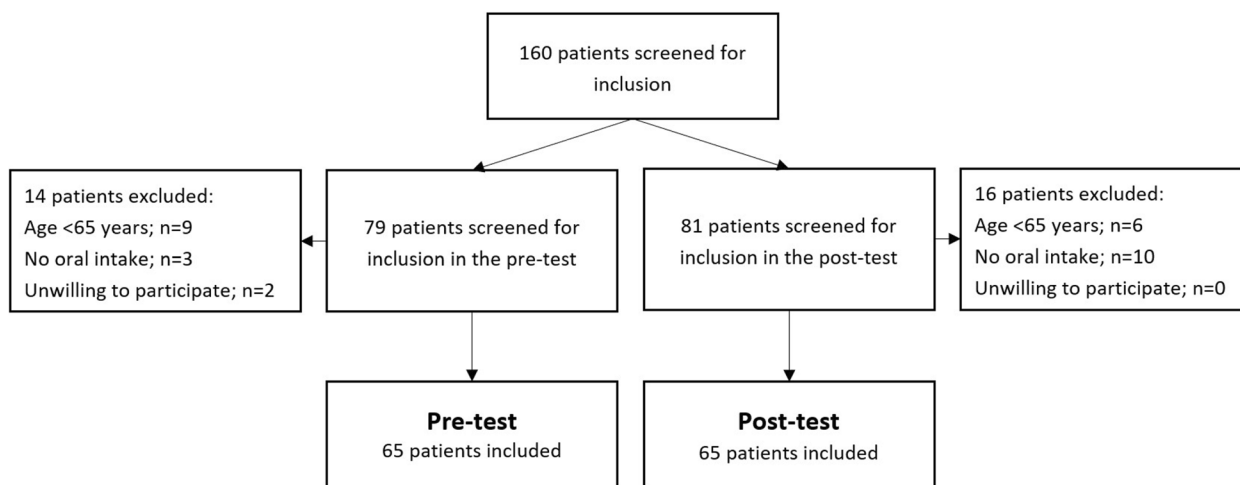 160 patients screened for
inclusion
14 patients excluded:
Age <65 years; n=9
No oral intake; n=3
Unwilling to participate; n=2
79 patients screened for
inclusion in the pre-test
81 patients screened for
inclusion in the post-test
16 patients excluded:
Age <65 years; n=6
No oral intake; n=10
Unwilling to participate; n=0
Pre-test
65 patients included
Post-test
65 patients included